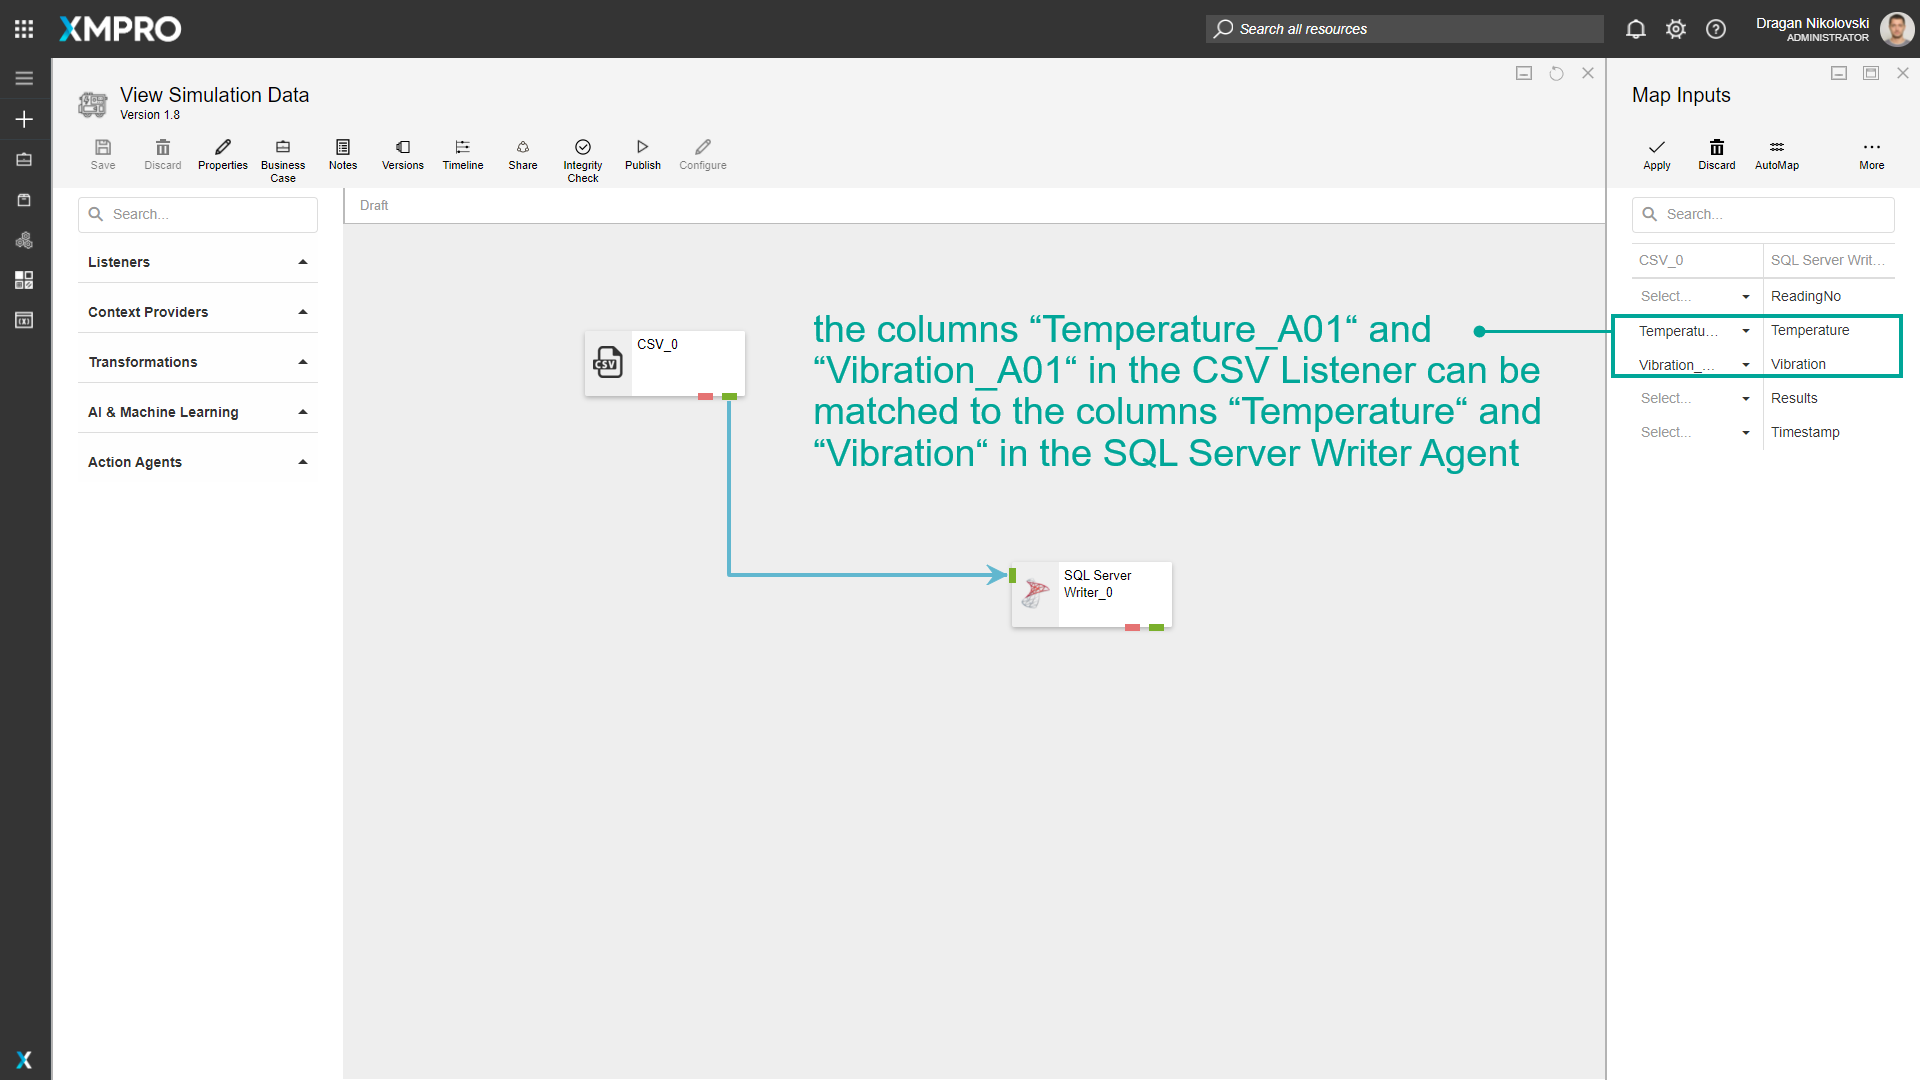 XMPRO
Search all resources
Dragan Nikolovski
ADMINISTRATOR
View Simulation Data
Version 1.8
Save
Discard
Properties
Business
Case
Notes
Versions
Timeline
Share
Integrity
Check
Publish
Configure
Search...
Listeners
Context Providers
Transformations
AI & Machine Learning
Action Agents
Draft
CSV_0
CSV
the columns “Temperature_A01“ and
“Vibration_A01“ in the CSV Listener can be
matched to the columns “Temperature“ and
“Vibration“ in the SQL Server Writer Agent
SQL Server
Writer_0
Map Inputs
Apply
Discard
AutoMap
More
Search...
CSV_0 SQL Server Writ...
Select... ReadingNo
Temperatu... Temperature
Vibration_... Vibration
Select... Results
Select... Timestamp